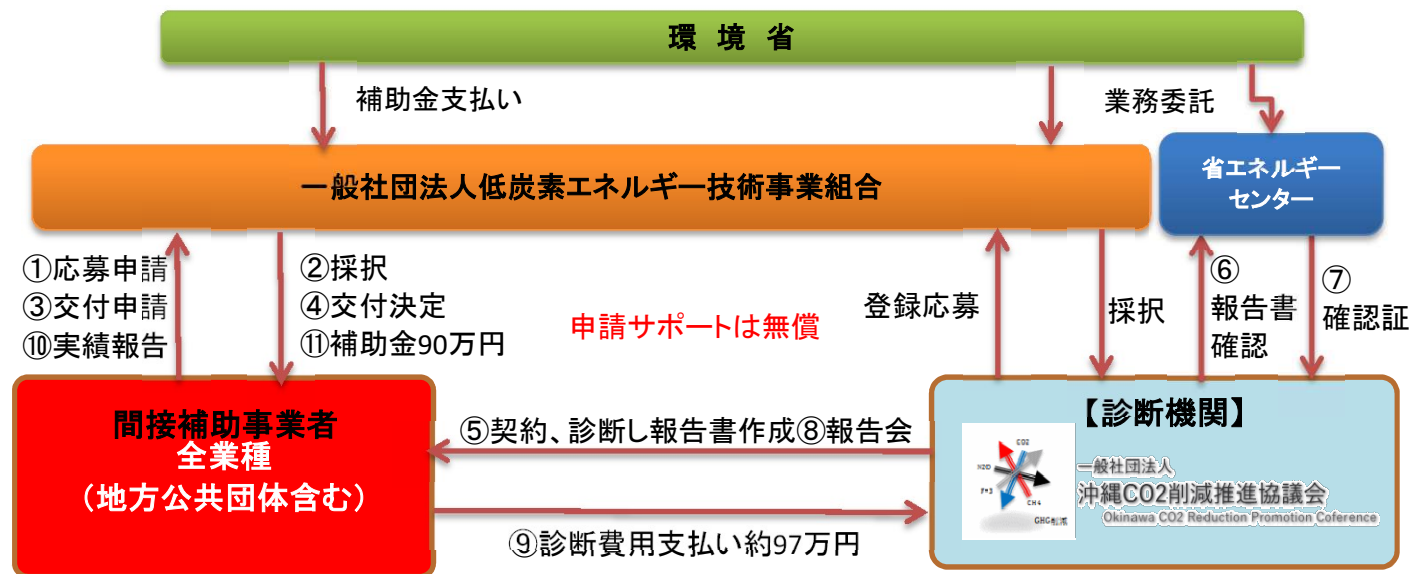 環 境 省
補助金支払い
業務委託
一般社団法人低炭素エネルギー技術事業組合
省エネルギー
センター
①応募申請
③交付申請
⑩実績報告
②採択
④交付決定
⑪補助金90万円
申請サポートは無償
登録応募
採択
⑥
報告書
確認
⑦
確認証
間接補助事業者
全業種
（地方公共団体含む）
⑤契約、診断し報告書作成⑧報告会
⑨診断費用支払い約97万円
【診断機関】
CO2
N2O
F=3
CH4
GHG削減
一般社団法人
沖縄CO2削減推進協議会
Okinawa CO2 Reduction Promotion Coference